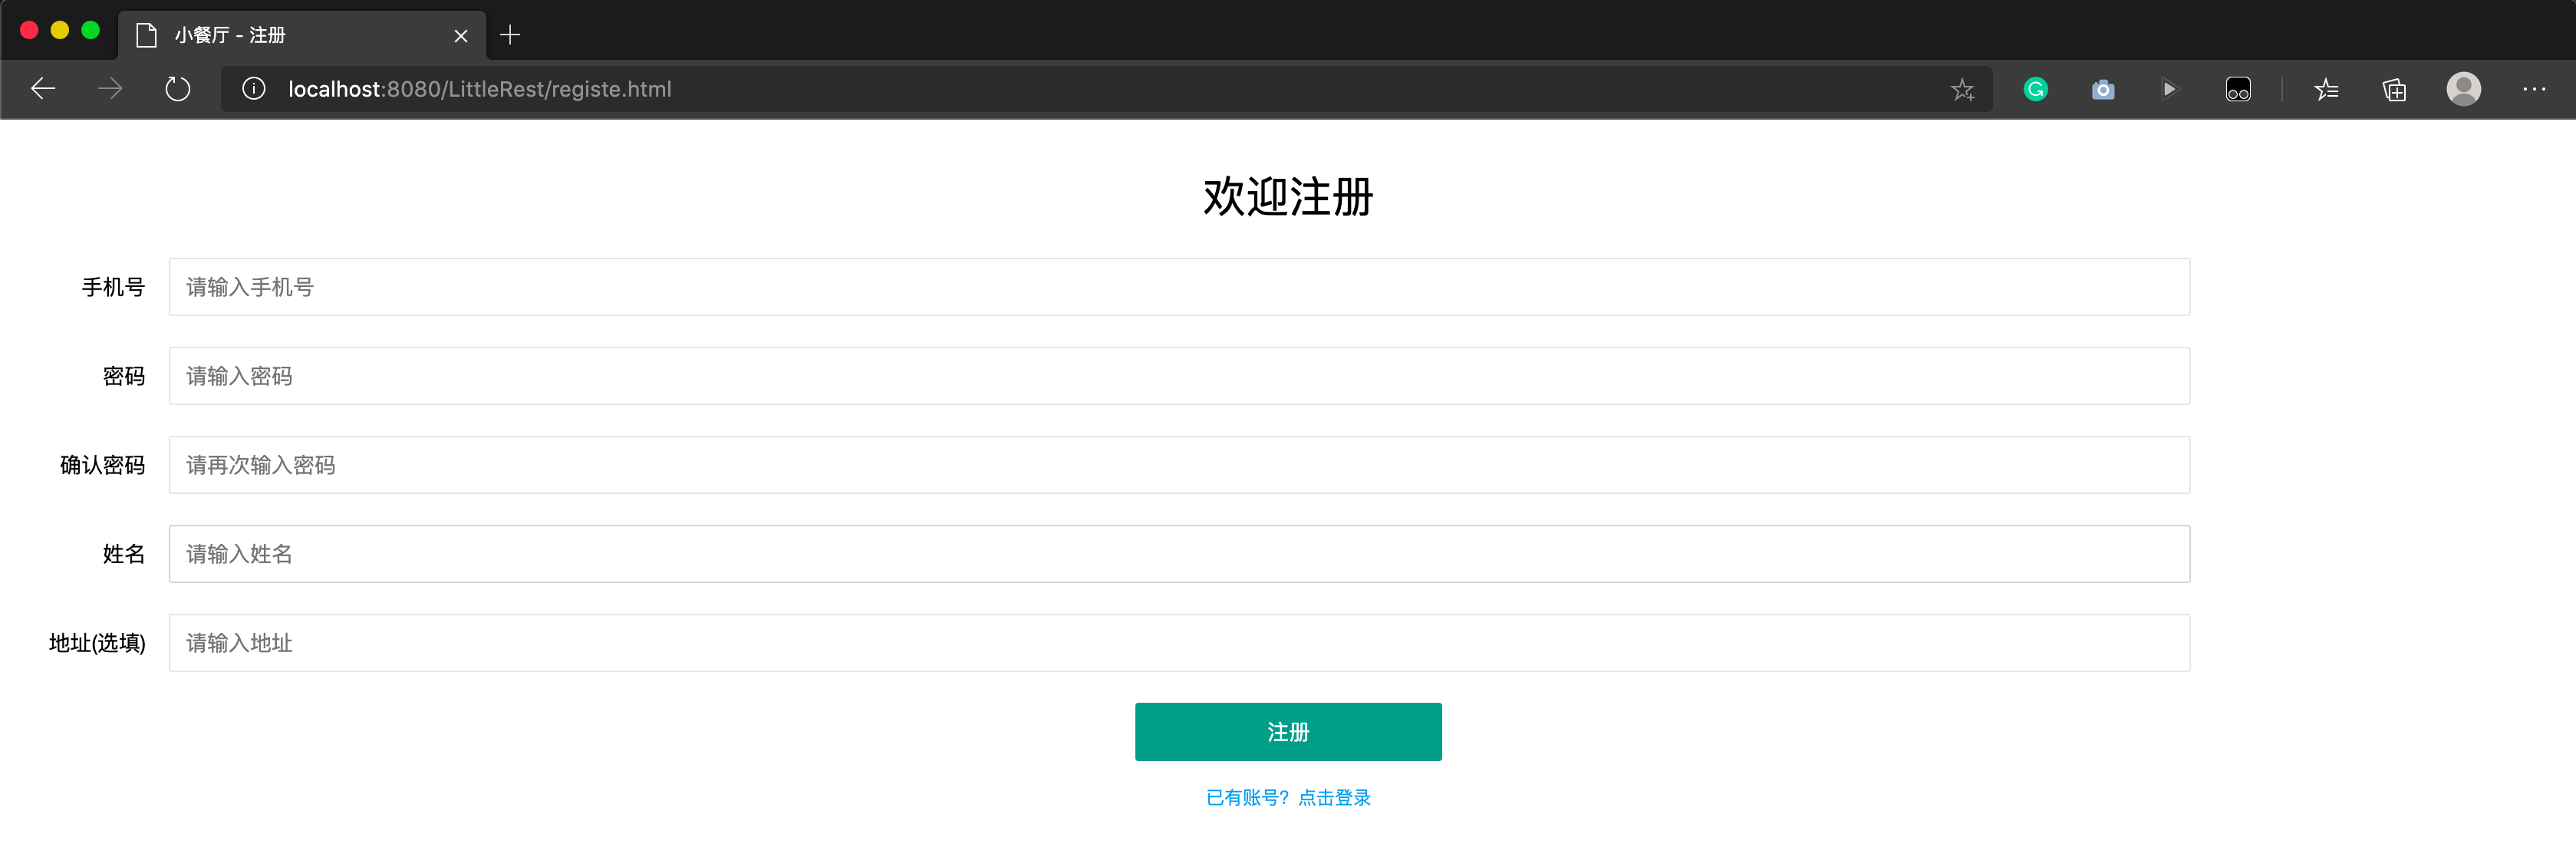 小餐厅 - 注册
localhost:8080/LittleRest/registe.html
欢迎注册
手机号 请输入手机号
密码 请输入密码
确认密码 请再次输入密码
姓名 请输入姓名
地址(选填) 请输入地址
注册
已有账号？点击登录